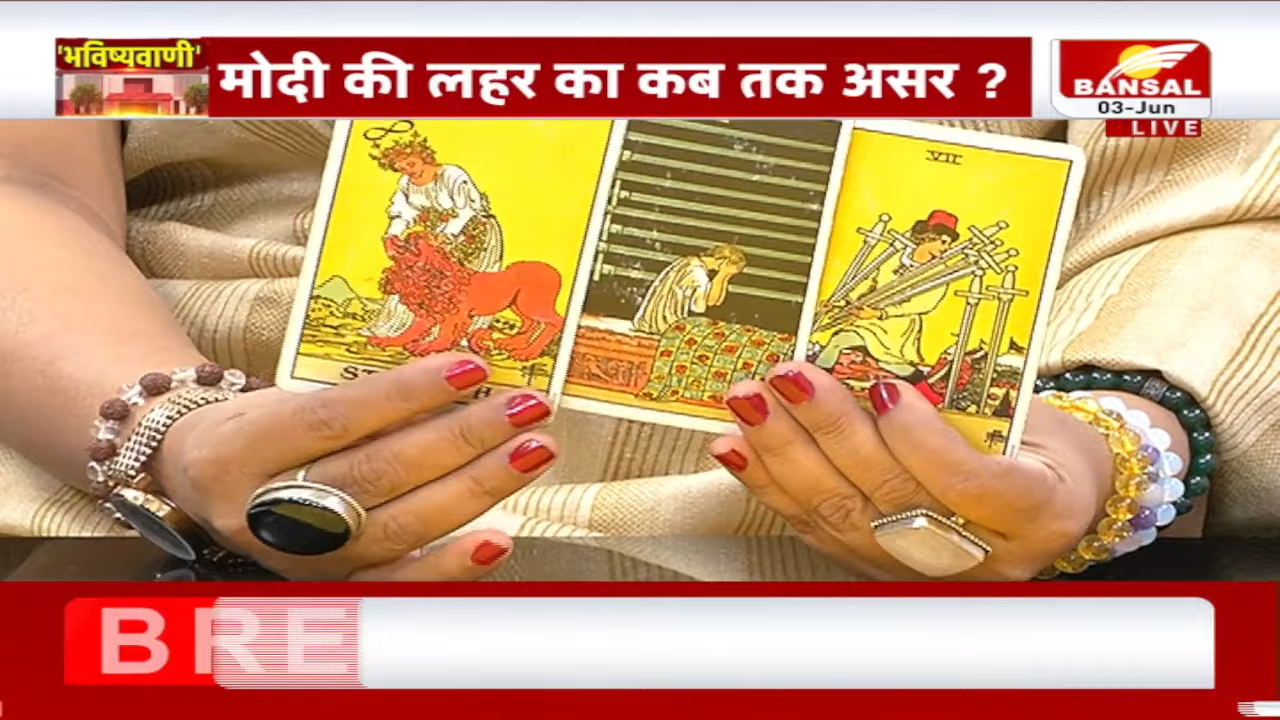 'भविष्यवाणी'
मोदी की लहर का कब तक असर ?
BANSAL
03-Jun
LIVE
VII
BRE